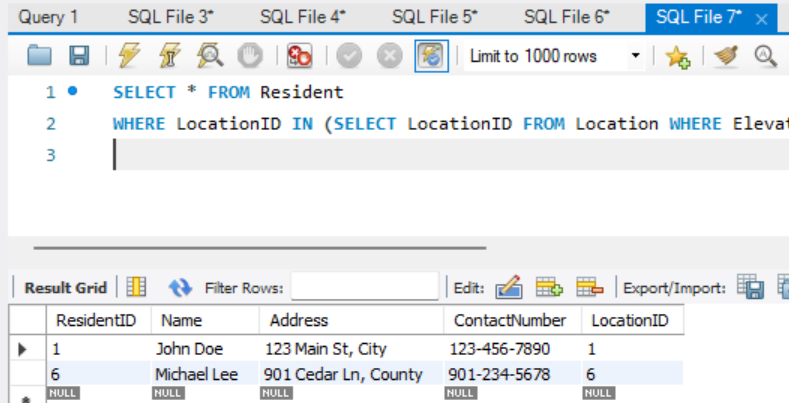 Query 1 SQL File 3* SQL File 4* SQL File 5* SQL File 6* SQL File 7*
Limit to 1000 rows
1 SELECT * FROM Resident
2 WHERE LocationID IN (SELECT LocationID FROM Location WHERE Elevat
3
Result Grid Filter Rows: Edit: Export/Import:
ResidentID Name Address ContactNumber LocationID
1 John Doe 123 Main St, City 123-456-7890 1
6 Michael Lee 901 Cedar Ln, County 901-234-5678 6
NULL NULL NULL NULL NULL